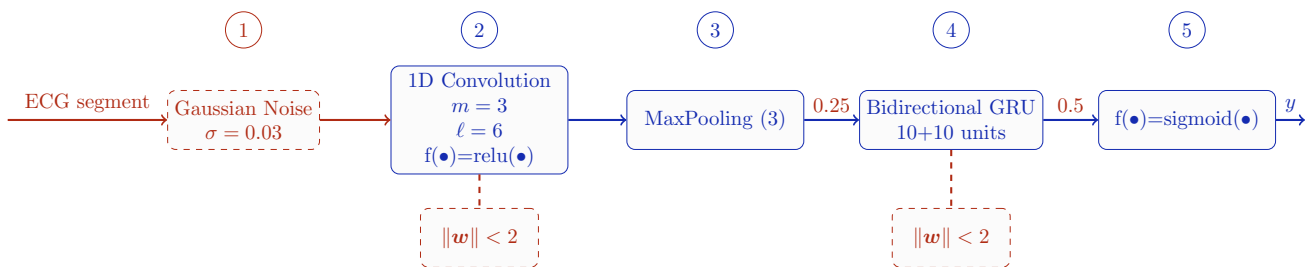 1
2
3
4
5
ECG segment
Gaussian Noise
σ = 0.03
1D Convolution
m = 3
ℓ = 6
f(•)=relu(•)
MaxPooling (3)
0.25
Bidirectional GRU
10+10 units
0.5
f(•)=sigmoid(•)
y
‖w‖ < 2
‖w‖ < 2